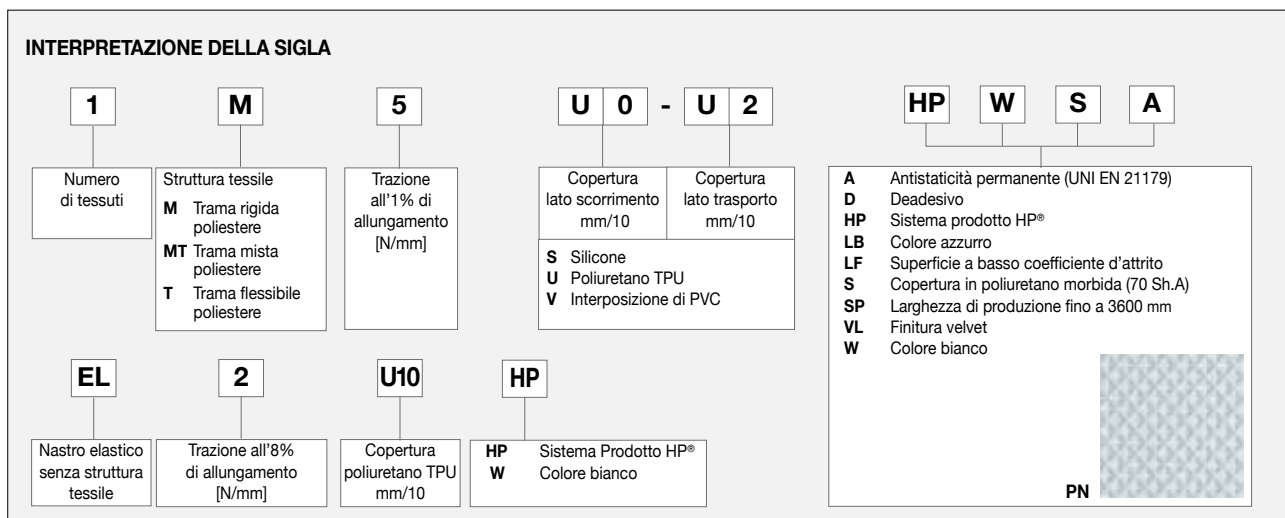 INTERPRETAZIONE DELLA SIGLA
1
M
5
U 0 - U 2
HP W S A
Numero
di tessuti
Struttura tessile
M Trama rigida
poliestere
MT Trama mista
poliestere
T Trama flessibile
poliestere
Trazione
all'1% di
allungamento
[N/mm]
Copertura
lato scorrimento
mm/10
Copertura
lato trasporto
mm/10
S Silicone
U Poliuretano TPU
V Interposizione di PVC
A Antistaticità permanente (UNI EN 21179)
D Deadesivo
HP Sistema prodotto HP®
LB Colore azzurro
LF Superficie a basso coefficiente d'attrito
S Copertura in poliuretano morbida (70 Sh.A)
SP Larghezza di produzione fino a 3600 mm
VL Finitura velvet
W Colore bianco
PN
EL
2
U10
HP
Nastro elastico
senza struttura
tessile
Trazione all'8%
di allungamento
[N/mm]
Copertura
poliuretano TPU
mm/10
HP Sistema Prodotto HP®
W Colore bianco